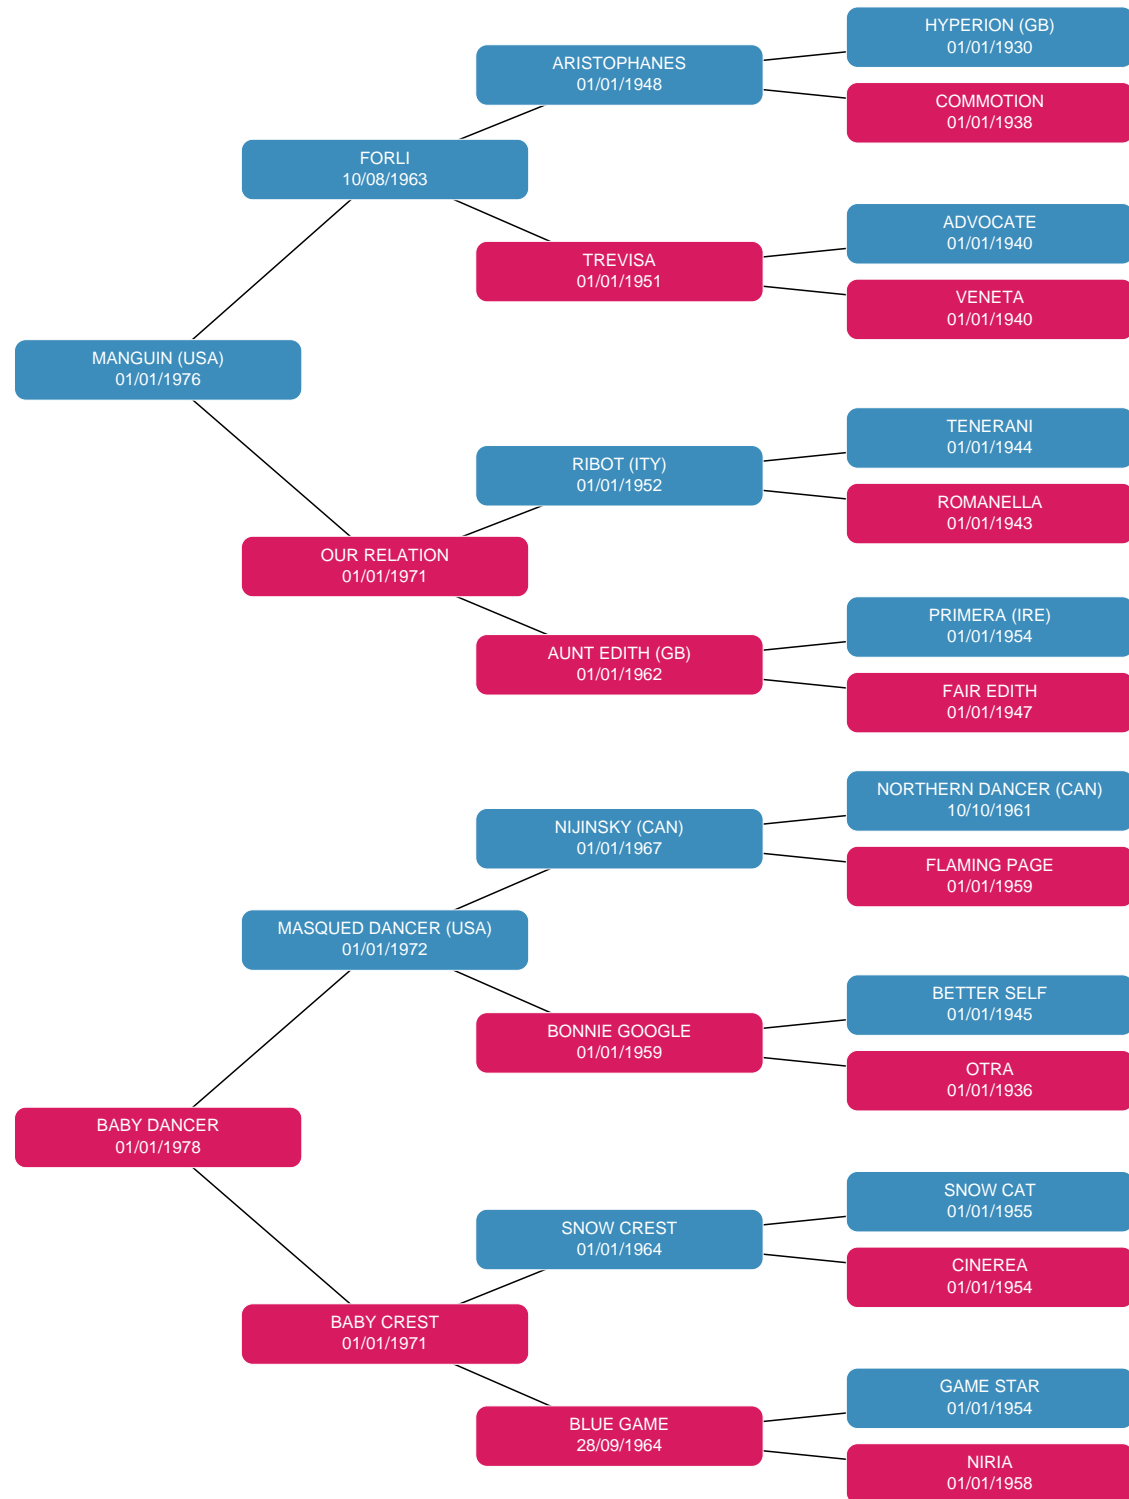 HYPERION (GB)
01/01/1930
ARISTOPHANES
01/01/1948
COMMOTION
01/01/1938
FORLI
10/08/1963
ADVOCATE
01/01/1940
TREVISA
01/01/1951
VENETA
01/01/1940
MANGUIN (USA)
01/01/1976
TENERANI
01/01/1944
RIBOT (ITY)
01/01/1952
ROMANELLA
01/01/1943
OUR RELATION
01/01/1971
PRIMERA (IRE)
01/01/1954
AUNT EDITH (GB)
01/01/1962
FAIR EDITH
01/01/1947
NORTHERN DANCER (CAN)
10/10/1961
NIJINSKY (CAN)
01/01/1967
FLAMING PAGE
01/01/1959
MASQUED DANCER (USA)
01/01/1972
BETTER SELF
01/01/1945
BONNIE GOOGLE
01/01/1959
OTRA
01/01/1936
BABY DANCER
01/01/1978
SNOW CAT
01/01/1955
SNOW CREST
01/01/1964
CINEREA
01/01/1954
BABY CREST
01/01/1971
GAME STAR
01/01/1954
BLUE GAME
28/09/1964
NIRIA
01/01/1958